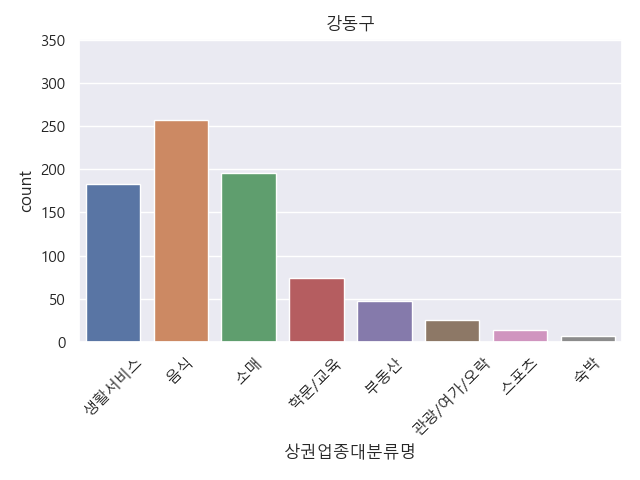 강동구
350
300
250
200
150
100
50
0
count
생활서비스
음식
소매
학문/교육
부동산
관광/여가/오락
스포츠
숙박
상권업종대분류명